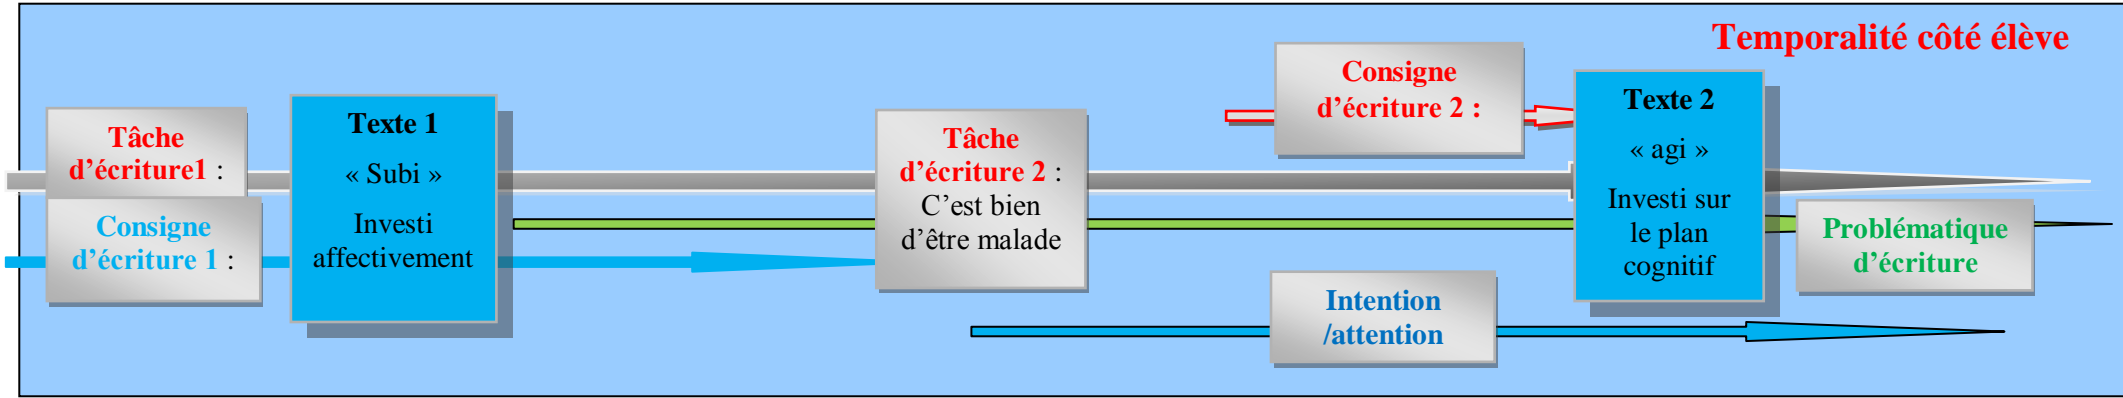 Temporalité côté élève
Tâche
d'écriture1 :
Consigne
d'écriture 1 :
Texte 1
« Subi »
Investi
affectivement
Tâche
d'écriture 2 :
C'est bien
d'être malade
Consigne
d'écriture 2 :
Intention
/attention
Texte 2
« agi »
Investi sur
le plan
cognitif
Problématique
d'écriture